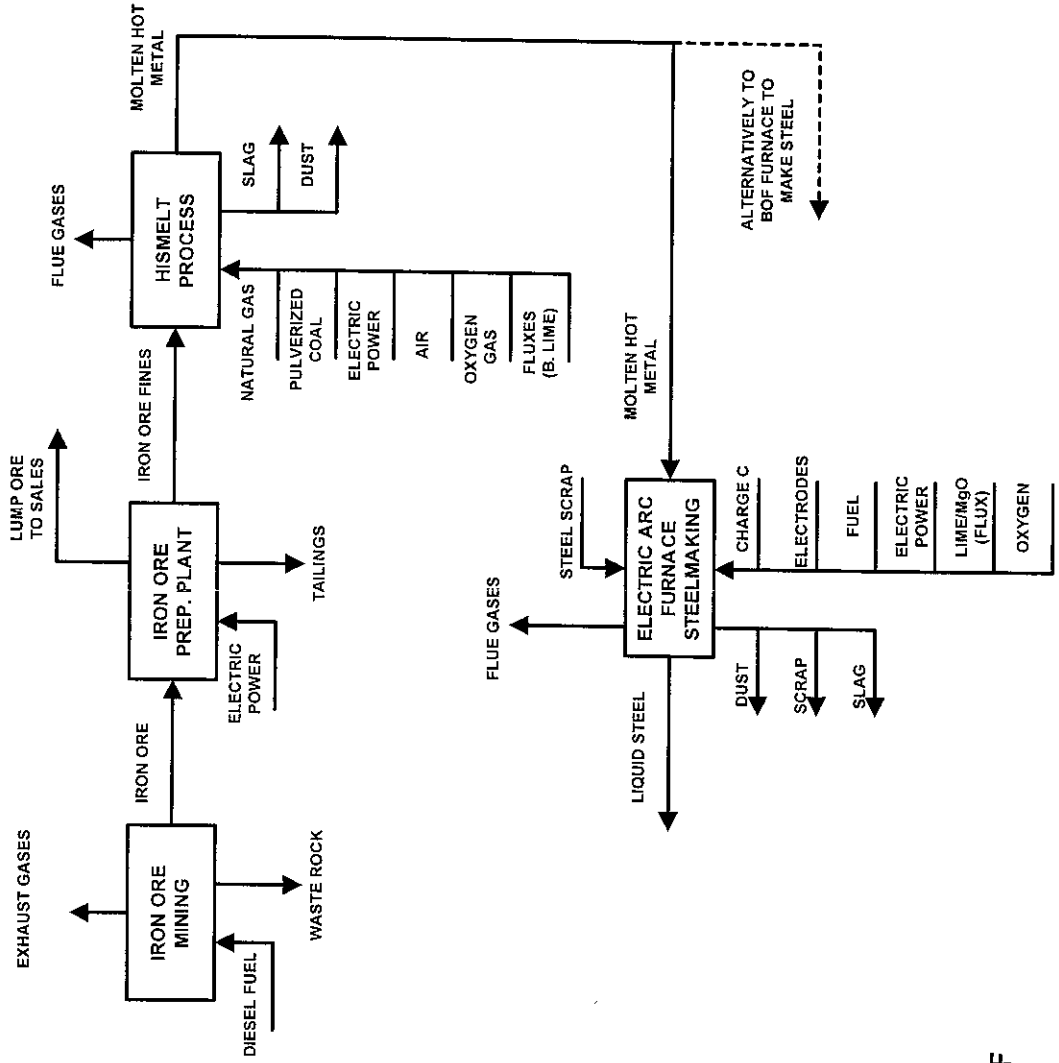 EXHAUST GASES
IRON ORE
MINING
DIESEL FUEL
WASTE ROCK
IRON ORE
LUMP ORE
TO SALES
IRON ORE
PREP. PLANT
ELECTRIC
POWER
TAILINGS
IRON ORE FINES
FLUE GASES
HISMELT
PROCESS
NATURAL GAS
PULVERIZED
COAL
ELECTRIC
POWER
AIR
OXYGEN
GAS
FLUXES
(B. LIME)
SLAG
DUST
MOLTEN HOT
METAL
ALTERNATIVELY TO
BOF FURNACE TO
MAKE STEEL
MOLTEN HOT
METAL
STEEL SCRAP
FLUE GASES
ELECTRIC ARC
FURNACE
STEELMAKING
LIQUID STEEL
DUST
SCRAP
SLAG
CHARGE C
ELECTRODES
FUEL
ELECTRIC
POWER
LIME/MgO
(FLUX)
OXYGEN